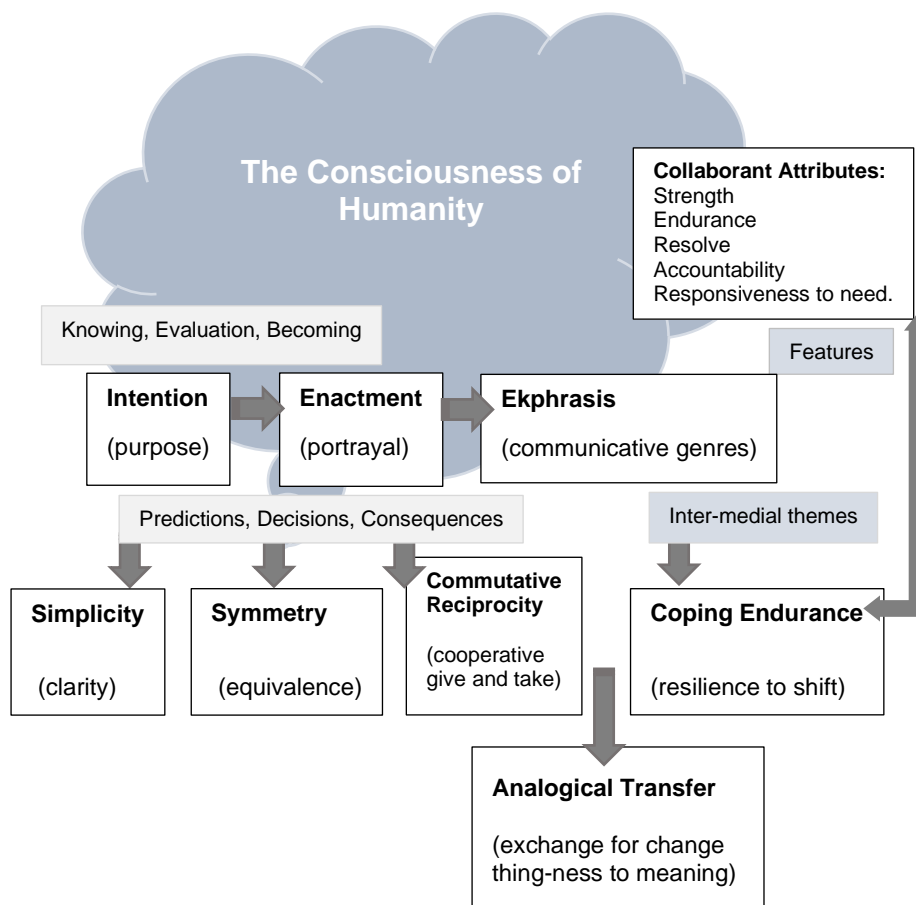 The Consciousness of
Humanity
Collaborant Attributes:
Strength
Endurance
Resolve
Accountability
Responsiveness to need.
Knowing, Evaluation, Becoming
Features
Intention
(purpose)
Enactment
(portrayal)
Ekphrasis
(communicative genres)
Predictions, Decisions, Consequences
Inter-medial themes
Simplicity
(clarity)
Symmetry
(equivalence)
Commutative
Reciprocity
(cooperative
give and take)
Coping Endurance
(resilience to shift)
Analogical Transfer
(exchange for change
thing-ness to meaning)